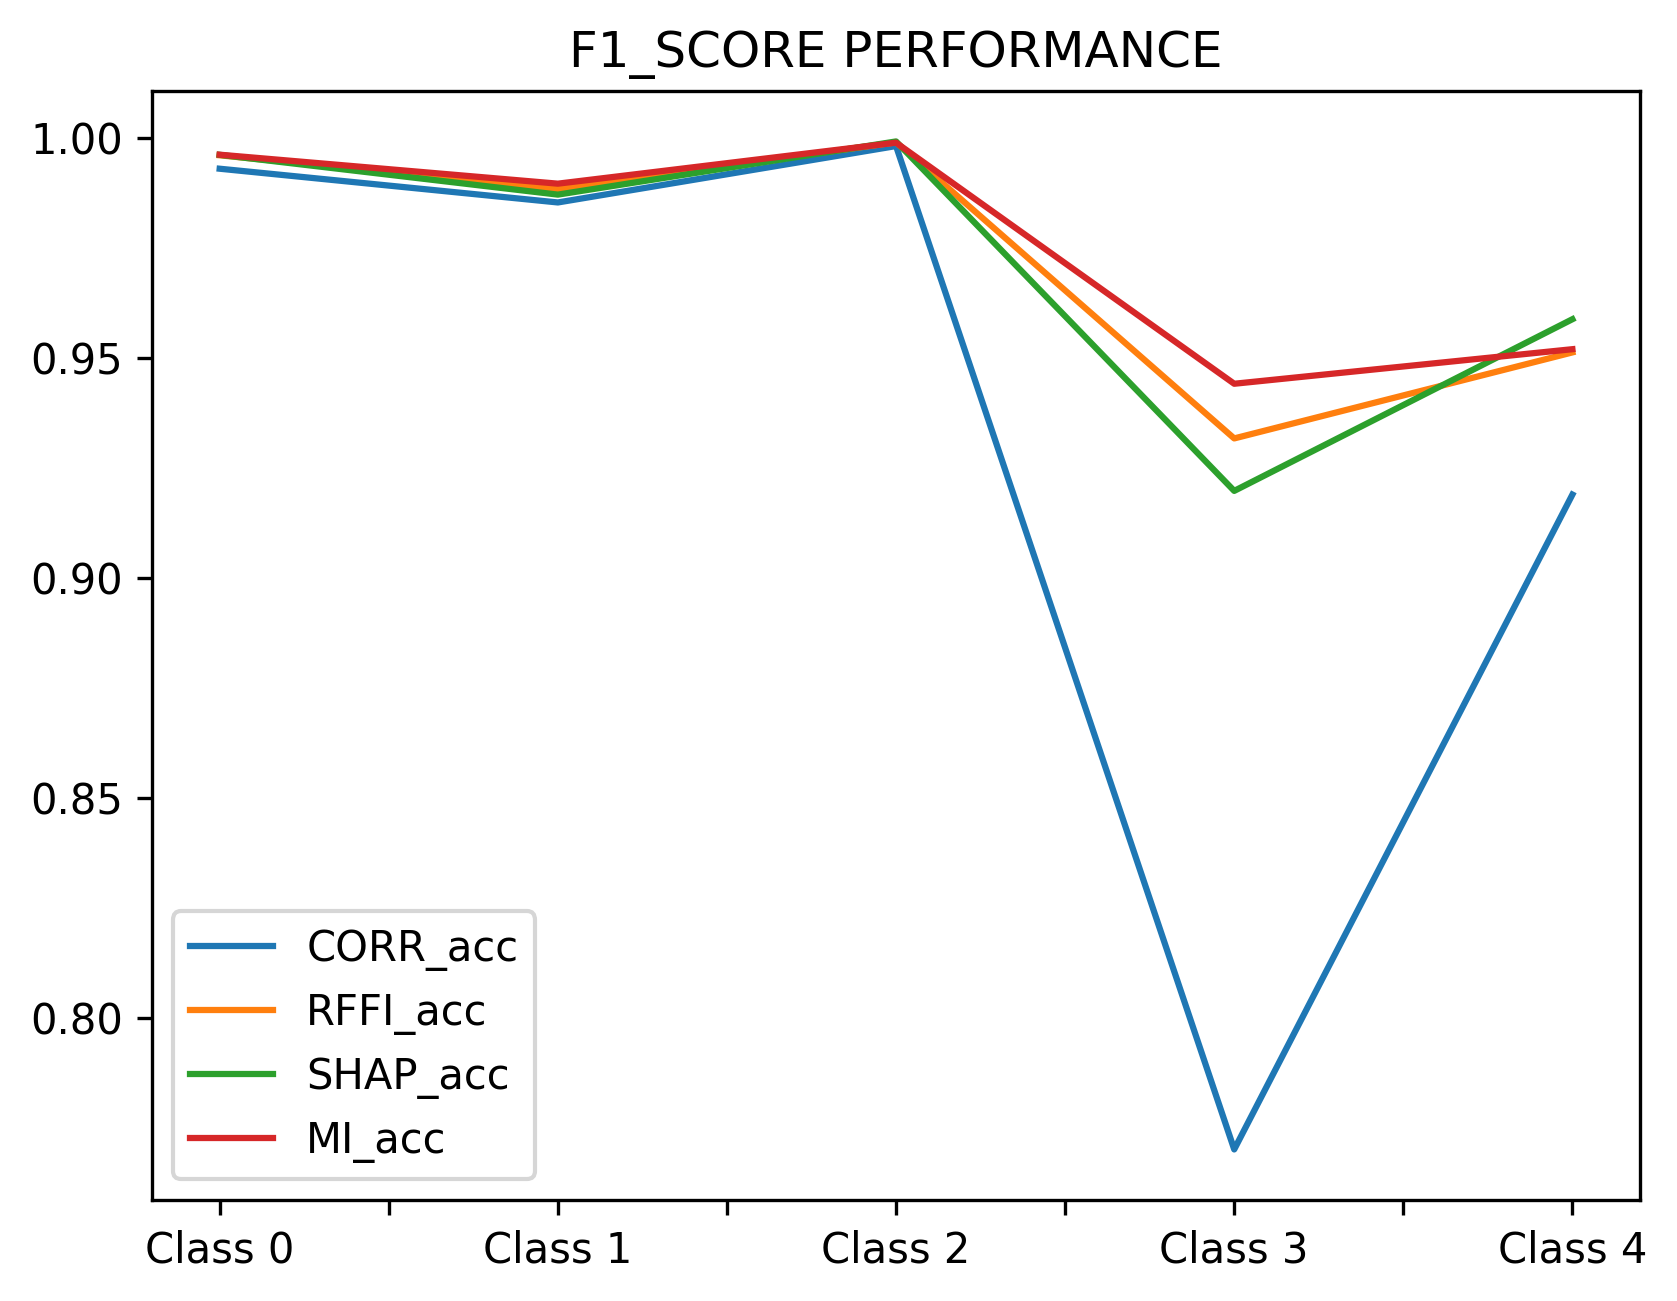 F1_SCORE PERFORMANCE
1.00
0.95
0.90
0.85
0.80
CORR_acc
RFFI_acc
SHAP_acc
MI_acc
Class 0 Class 1 Class 2 Class 3 Class 4